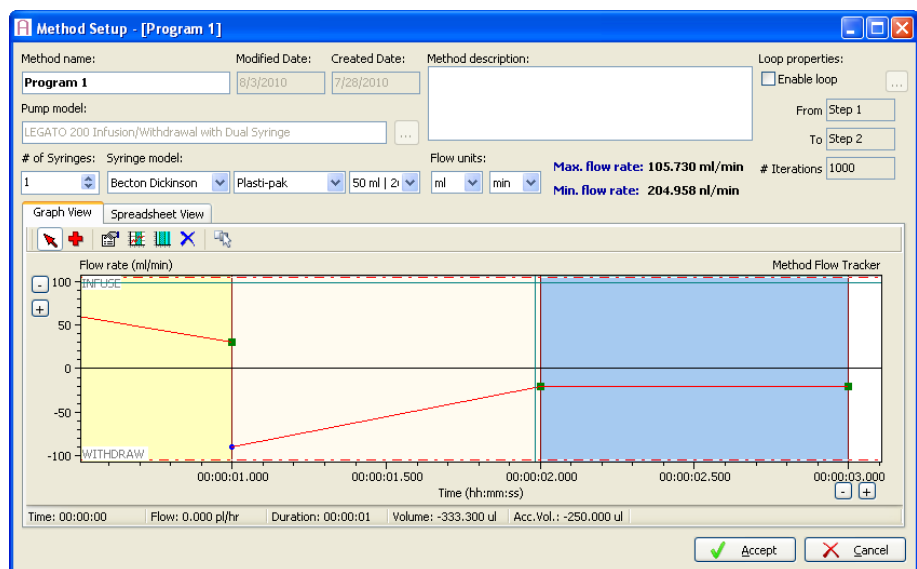 Method Setup - [Program 1]
Method name: Modified Date: Created Date: Method description: Loop properties:
Program 1 8/3/2010 7/28/2010 Enable loop ...
Pump model: From Step 1
LEGATO 200 Infusion/Withdrawal with Dual Syringe ... To Step 2
# of Syringes: Syringe model: Flow units: Max. flow rate: 105.730 ml/min # Iterations 1000
1 Becton Dickinson Plasti-pak 50 ml | ml min Min. flow rate: 204.958 nl/min
Graph View Spreadsheet View
Flow rate (ml/min) Method Flow Tracker
- 100 INFUSE
+
50
0
-50
-100 WITHDRAW
00:00:01.000 00:00:01.500 00:00:02.000 00:00:02.500 00:00:03.000
Time (hh:mm:ss) - +
Time: 00:00:00 Flow: 0.000 pl/hr Duration: 00:00:01 Volume: -333.300 ul Acc.Vol.: -250.000 ul
Accept Cancel